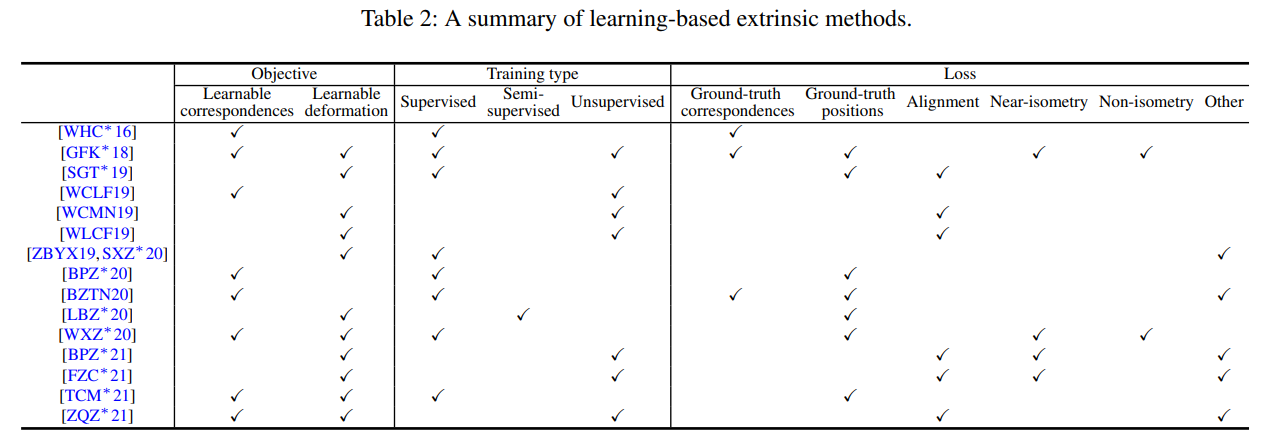 Table 2: A summary of learning-based extrinsic methods.
Objective Training type Loss
Learnable correspondences Learnable deformation Supervised Semi-supervised Unsupervised Ground-truth correspondences Ground-truth positions Alignment Near-isometry Non-isometry Other
[WHC*16] ✓ ✓ ✓
[GFK*18] ✓ ✓ ✓ ✓ ✓ ✓ ✓ ✓
[SGT*19] ✓ ✓ ✓ ✓
[WCLF19] ✓ ✓
[WCMN19] ✓ ✓ ✓
[WLCF19] ✓ ✓ ✓
[ZBYX19, SXZ*20] ✓ ✓ ✓
[BPZ*20] ✓ ✓ ✓
[BZTN20] ✓ ✓ ✓ ✓ ✓
[LBZ*20] ✓ ✓ ✓
[WXZ*20] ✓ ✓ ✓ ✓ ✓ ✓
[BPZ*21] ✓ ✓ ✓ ✓ ✓
[FZC*21] ✓ ✓ ✓ ✓ ✓
[TCM*21] ✓ ✓ ✓ ✓
[ZQZ*21] ✓ ✓ ✓ ✓ ✓